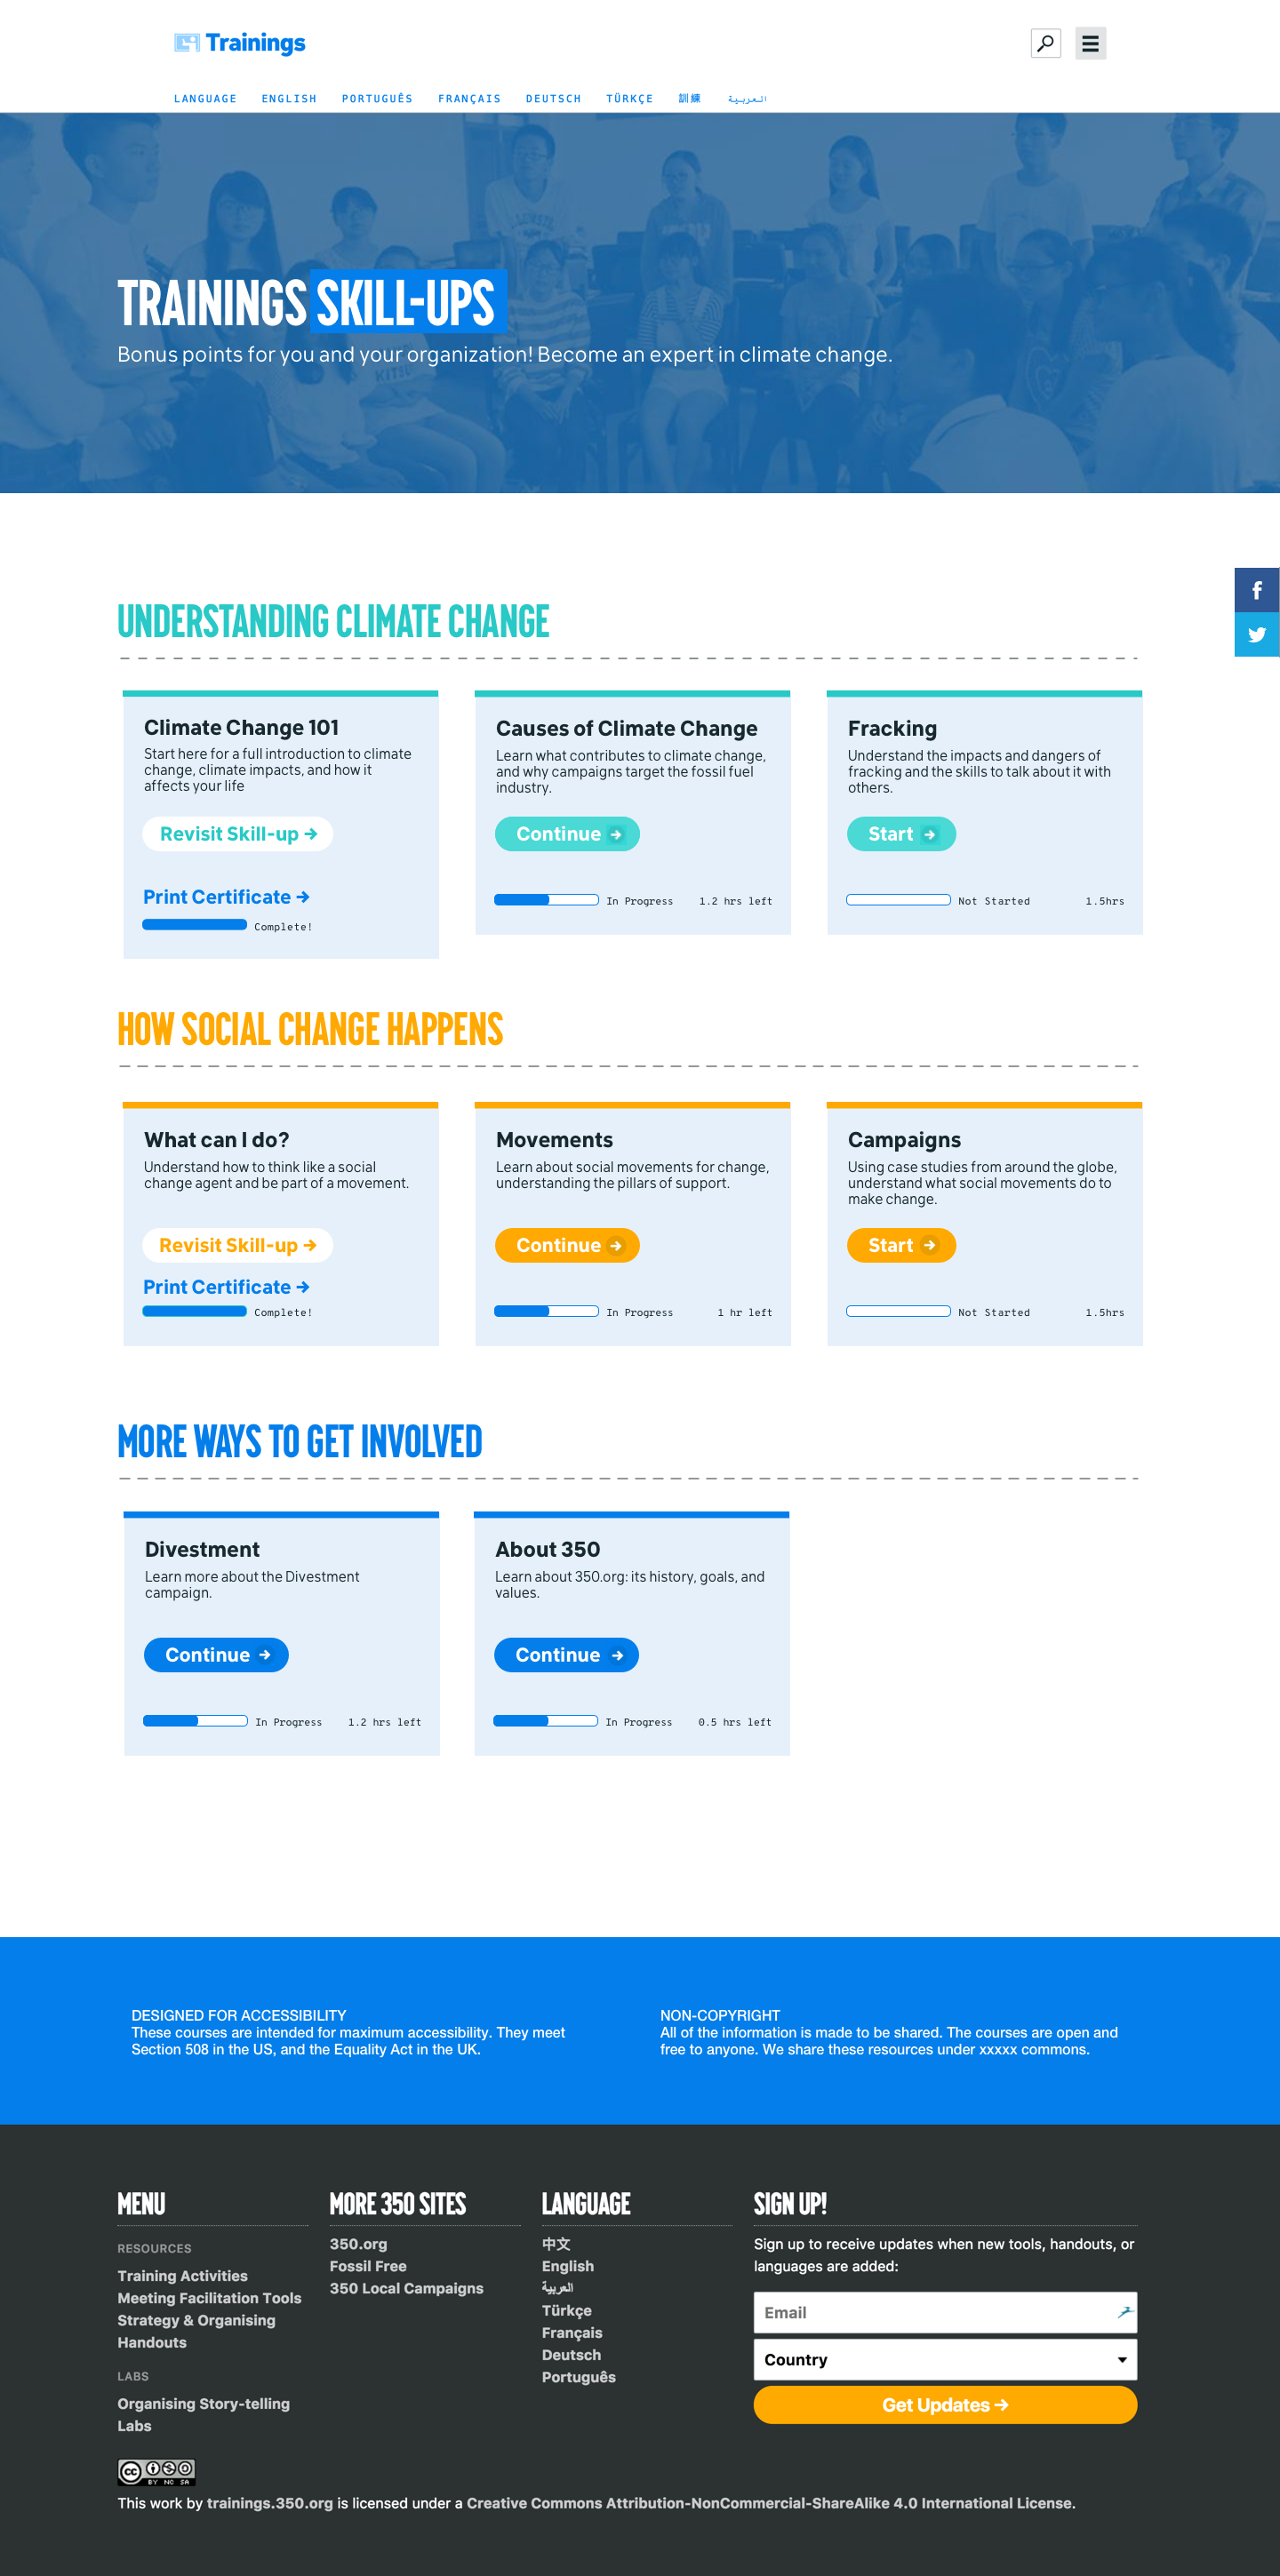 Trainings
LANGUAGE ENGLISH PORTUGUÊS FRANÇAIS DEUTSCH TÜRKÇE 訓練 العربية
TRAININGS SKILL-UPS
Bonus points for you and your organization! Become an expert in climate change.
UNDERSTANDING CLIMATE CHANGE
Climate Change 101
Start here for a full introduction to climate
change, climate impacts, and how it
affects your life
Revisit Skill-up →
Print Certificate →
Complete!
Causes of Climate Change
Learn what contributes to climate change,
and why campaigns target the fossil fuel
industry.
Continue →
In Progress 1.2 hrs left
Fracking
Understand the impacts and dangers of
fracking and the skills to talk about it with
others.
Start →
Not Started 1.5hrs
HOW SOCIAL CHANGE HAPPENS
What can I do?
Understand how to think like a social
change agent and be part of a movement.
Revisit Skill-up →
Print Certificate →
Complete!
Movements
Learn about social movements for change,
understanding the pillars of support.
Continue →
In Progress 1 hr left
Campaigns
Using case studies from around the globe,
understand what social movements do to
make change.
Start →
Not Started 1.5hrs
MORE WAYS TO GET INVOLVED
Divestment
Learn more about the Divestment
campaign.
Continue →
In Progress 1.2 hrs left
About 350
Learn about 350.org: its history, goals, and
values.
Continue →
In Progress 0.5 hrs left
DESIGNED FOR ACCESSIBILITY
These courses are intended for maximum accessibility. They meet
Section 508 in the US, and the Equality Act in the UK.
NON-COPYRIGHT
All of the information is made to be shared. The courses are open and
free to anyone. We share these resources under xxxxx commons.
MENU
RESOURCES
Training Activities
Meeting Facilitation Tools
Strategy & Organising
Handouts
LABS
Organising Story-telling
Labs
MORE 350 SITES
350.org
Fossil Free
350 Local Campaigns
LANGUAGE
中文
English
العربية
Türkçe
Français
Deutsch
Português
SIGN UP!
Sign up to receive updates when new tools, handouts, or
languages are added:
Email
Country
Get Updates →
cc
BY NC SA
This work by trainings.350.org is licensed under a Creative Commons Attribution-NonCommercial-ShareAlike 4.0 International License.